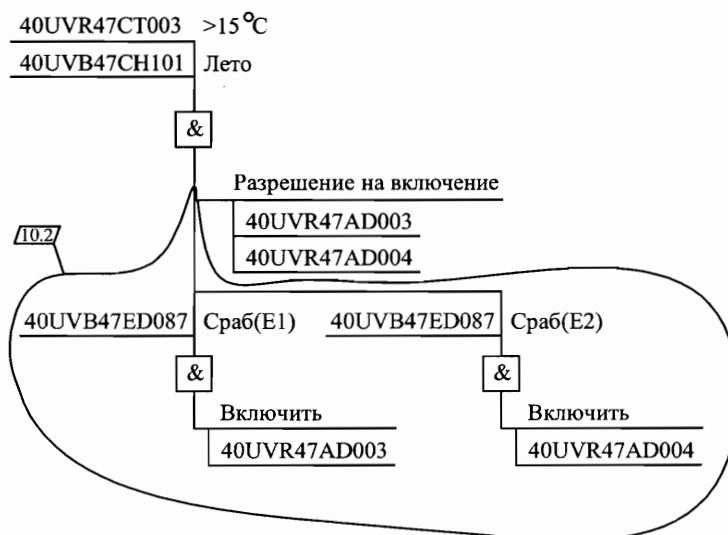 40UVR47CT003 >15°C
40UVB47CH101 Лето
&
Разрешение на включение
40UVR47AD003
10.2
40UVR47AD004
40UVB47ED087 Сраб(E1) 40UVB47ED087 Сраб(E2)
& &
Включить Включить
40UVR47AD003 40UVR47AD004